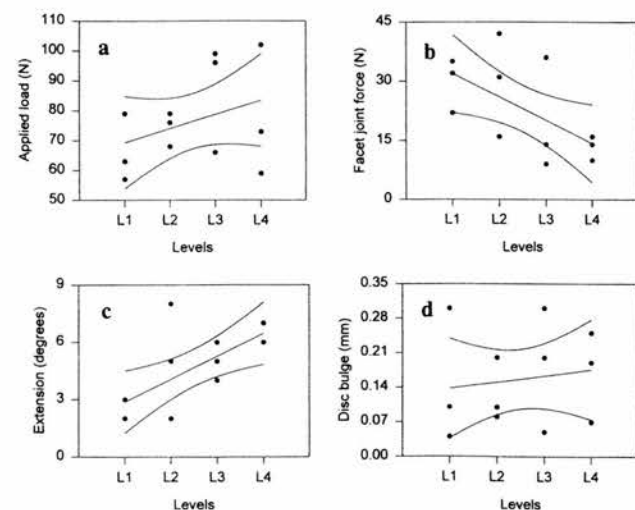 a
Applied load (N)
110
100
90
80
70
60
50
L1 L2 L3 L4
Levels
b
Facet joint force (N)
45
30
15
0
L1 L2 L3 L4
Levels
c
Extension (degrees)
9
6
3
0
L1 L2 L3 L4
Levels
d
Disc bulge (mm)
0.35
0.28
0.21
0.14
0.07
0.00
L1 L2 L3 L4
Levels